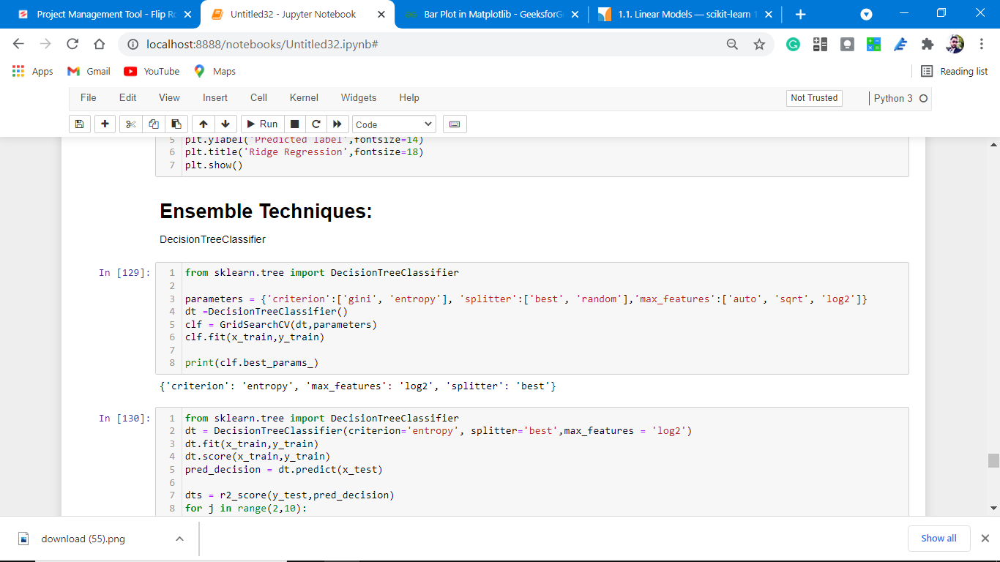 Project Management Tool - Flip Ro
Untitled32 - Jupyter Notebook
Bar Plot in Matplotlib - GeeksforGe
1.1. Linear Models — scikit-learn 1
localhost:8888/notebooks/Untitled32.ipynb#
Apps
Gmail
YouTube
Maps
Reading list
File Edit View Insert Cell Kernel Widgets Help
Not Trusted
Python 3
Run
Code
5 plt.ylabel('Predicted label',fontsize=14)
6 plt.title('Ridge Regression',fontsize=18)
7 plt.show()
Ensemble Techniques:
DecisionTreeClassifier
In [129]:
1 from sklearn.tree import DecisionTreeClassifier
2
3 parameters = {'criterion':['gini', 'entropy'], 'splitter':['best', 'random'],'max_features':['auto', 'sqrt', 'log2']}
4 dt =DecisionTreeClassifier()
5 clf = GridSearchCV(dt,parameters)
6 clf.fit(x_train,y_train)
7
8 print(clf.best_params_)
{'criterion': 'entropy', 'max_features': 'log2', 'splitter': 'best'}
In [130]:
1 from sklearn.tree import DecisionTreeClassifier
2 dt = DecisionTreeClassifier(criterion='entropy', splitter='best',max_features = 'log2')
3 dt.fit(x_train,y_train)
4 dt.score(x_train,y_train)
5 pred_decision = dt.predict(x_test)
6
7 dts = r2_score(y_test,pred_decision)
8 for j in range(2,10):
download (55).png
Show all